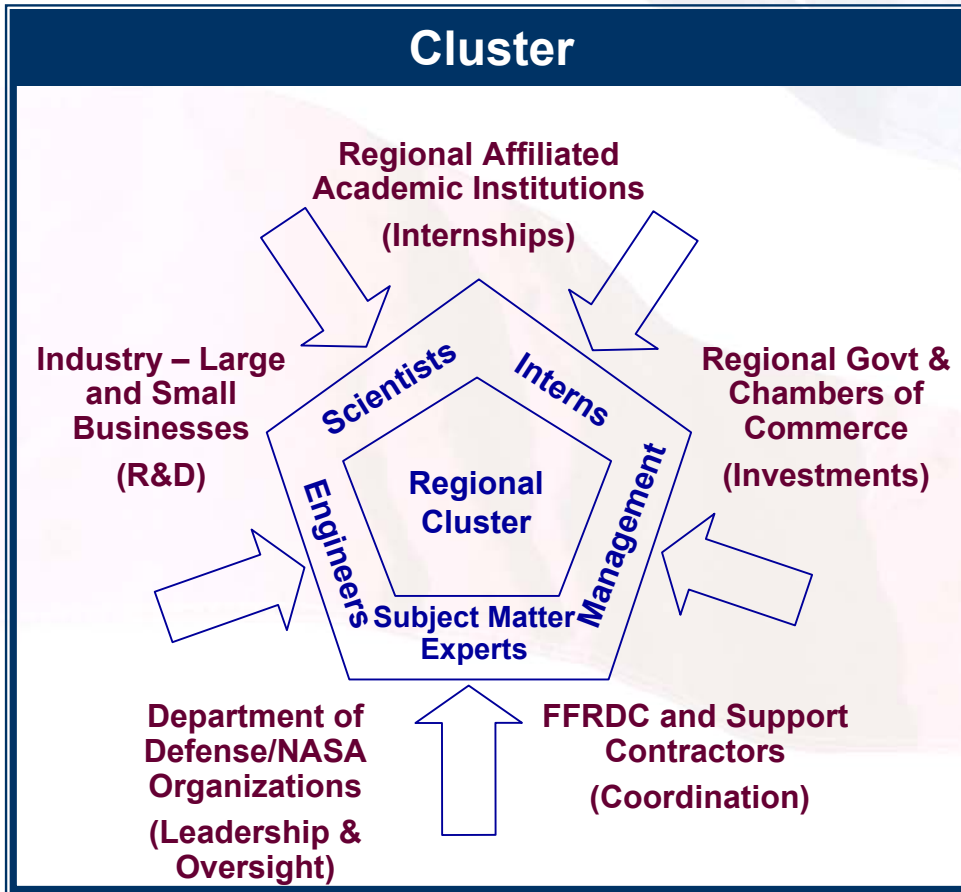 Cluster
Regional Affiliated
Academic Institutions
(Internships)
Industry – Large
and Small
Businesses
(R&D)
Regional Govt &
Chambers of
Commerce
(Investments)
Scientists
Interns
Engineers
Regional
Cluster
Management
Subject Matter
Experts
Department of
Defense/NASA
Organizations
(Leadership &
Oversight)
FFRDC and Support
Contractors
(Coordination)